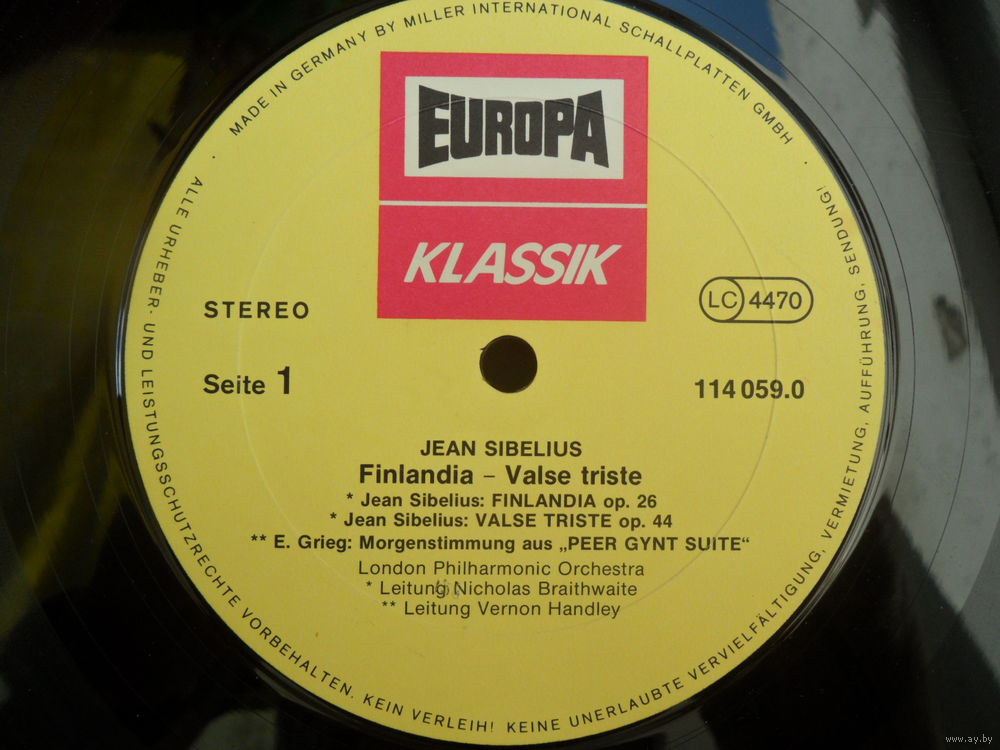 MADE IN GERMANY BY MILLER INTERNATIONAL SCHALLPLATTEN GMBH
EUROPA
KLASSIK
STEREO
LC 4470
Seite 1
114 059.0
JEAN SIBELIUS
Finlandia – Valse triste
* Jean Sibelius: FINLANDIA op. 26
* Jean Sibelius: VALSE TRISTE op. 44
** E. Grieg: Morgenstimmung aus „PEER GYNT SUITE“
London Philharmonic Orchestra
* Leitung Nicholas Braithwaite
** Leitung Vernon Handley
ALLE URHEBER- UND LEISTUNGSSCHUTZRECHTE VORBEHALTEN. KEIN VERLEIH! KEINE UNERLAUBTE VERVIELFÄLTIGUNG, VERMIETUNG, AUFFÜHRUNG, SENDUNG!
www.ay.by